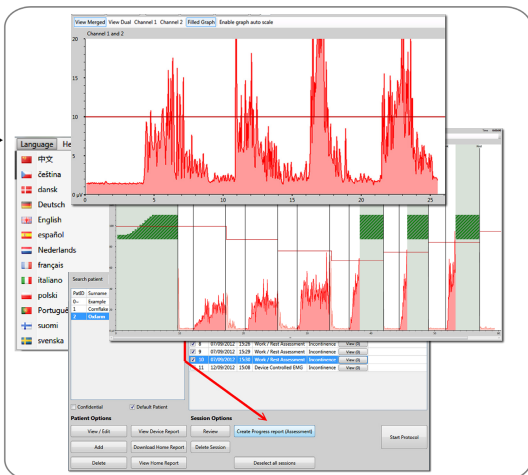 View Merged View Dual Channel 1 Channel 2 Filled Graph Enable graph auto scale
Channel 1 and 2
20
15
10
5
0 µV
0 5 10 15 20 25
Language He
中文
čeština
dansk
Deutsch
English
español
Nederlands
français
italiano
polski
Portugu
suomi
svenska
Search patient
PatID Surname
0~ Example
1 Cornflake
2
8 07/09/2012 15:26 Work / Rest Assessment Incontinence View (0)
9 07/09/2012 15:29 Work / Rest Assessment Incontinence View (0)
10 07/09/2012 15:30 Work / Rest Assessment Incontinence View (0)
11 12/09/2012 15:08 Device Controlled EMG Incontinence View (0)
Confidential Default Patient
Patient Options Session Options
View / Edit View Device Report Review Create Progress report (Assessment) Start Protocol
Add Download Home Report Delete Session
Delete View Home Report Deselect all sessions